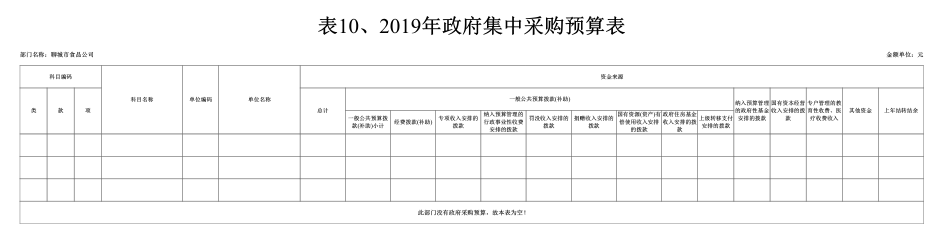 表10、2019年政府集中采购预算表
部门名称：聊城市食品公司 金额单位：元
科目编码 科目名称 单位编码 单位名称 资金来源
类 款 项 总计 一般公共预算拨款(补助) 纳入预算管理的政府性基金安排的拨款 国有资本经营收入安排的拨款 专户管理的教育性收费、医疗收费收入 其他资金 上年结转结余
一般公共预算拨款(补助)小计 经费拨款(补助) 专项收入安排的拨款 纳入预算管理的行政事业性收费安排的拨款 罚没收入安排的拨款 捐赠收入安排的拨款 国有资源(资产)有偿使用收入安排的拨款 政府住房基金收入安排的拨款 上级转移支付安排的拨款
此部门没有政府采购预算，故本表为空！